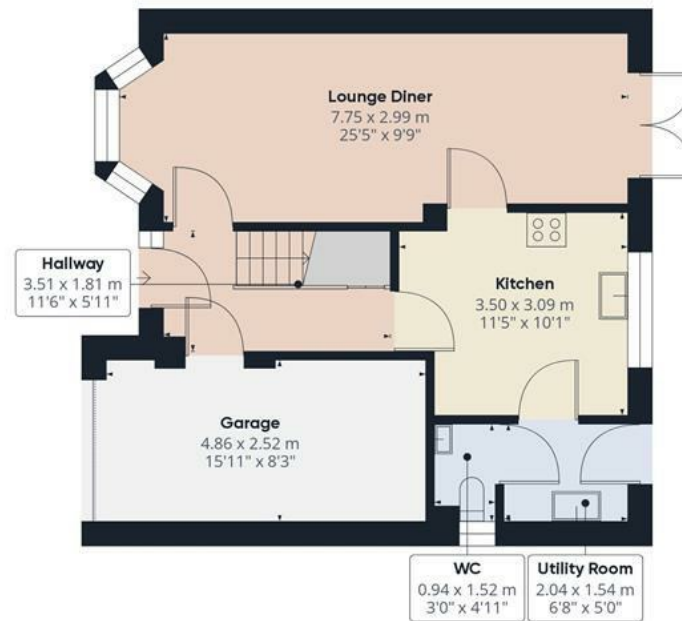 Lounge Diner
7.75 x 2.99 m
25'5" x 9'9"
Hallway
3.51 x 1.81 m
11'6" x 5'11"
Kitchen
3.50 x 3.09 m
11'5" x 10'1"
Garage
4.86 x 2.52 m
15'11" x 8'3"
WC
0.94 x 1.52 m
3'0" x 4'11"
Utility Room
2.04 x 1.54 m
6'8" x 5'0"